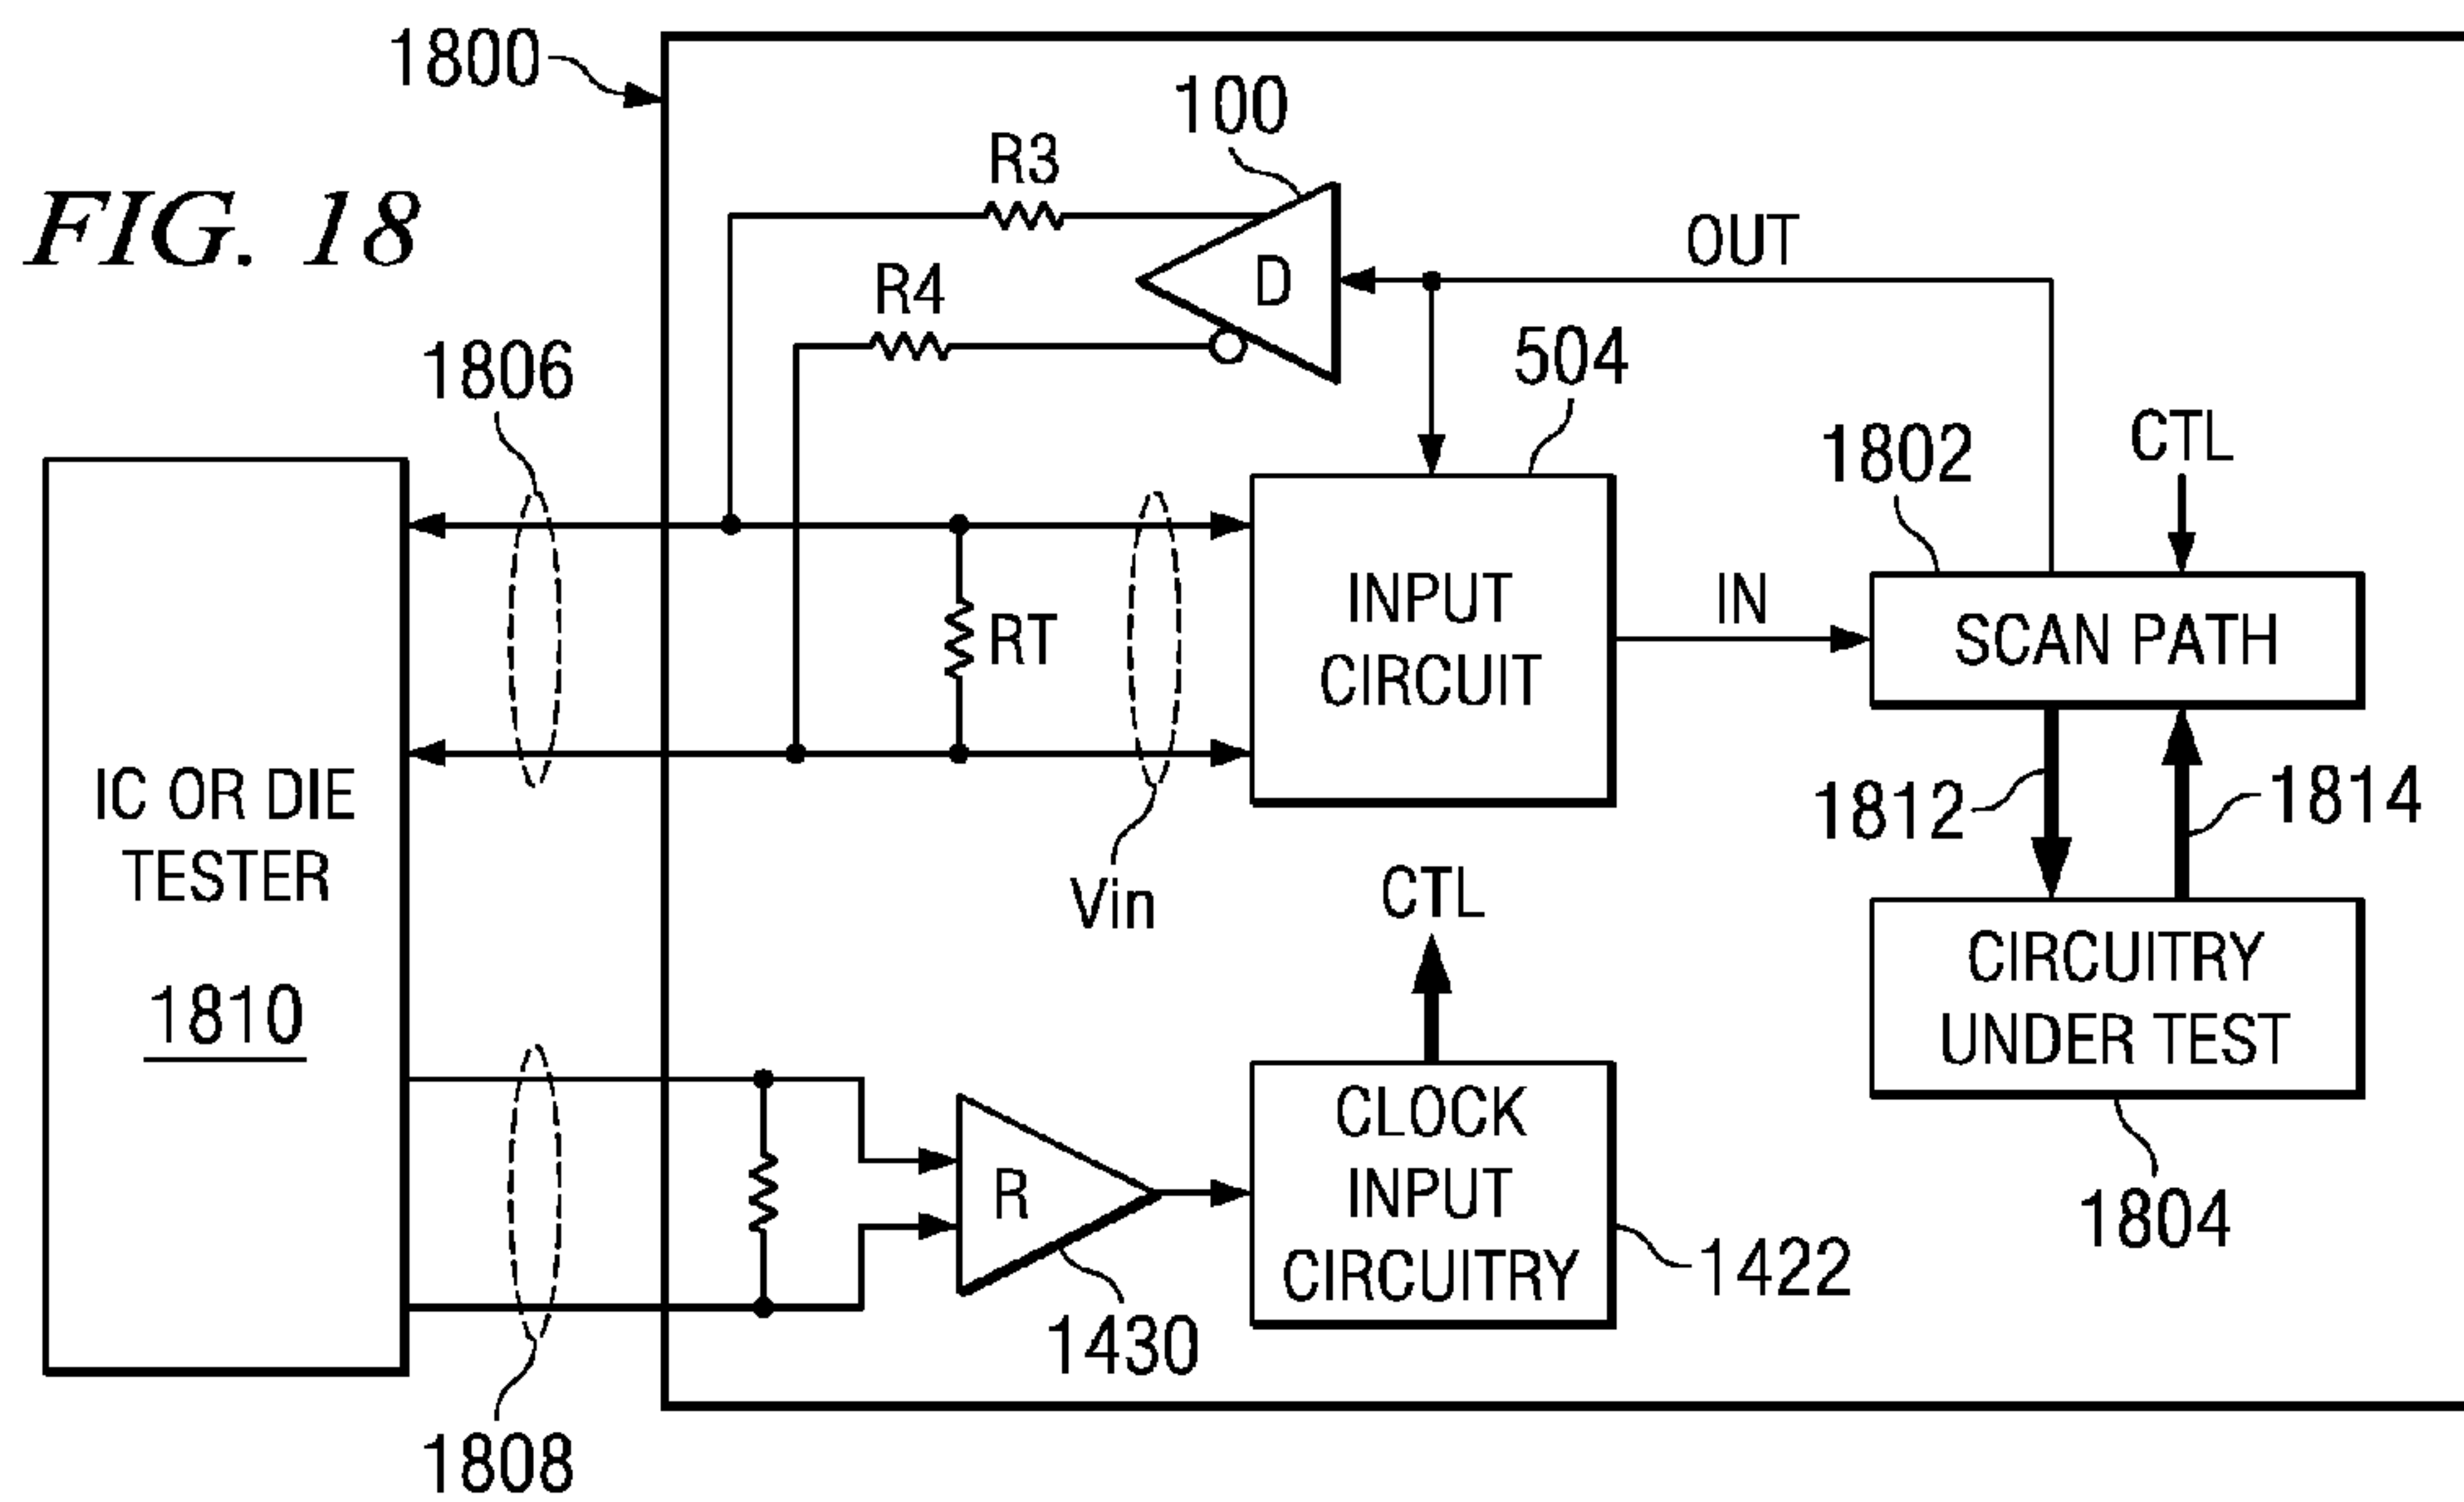 FIG. 18
1800
100
R3
D
OUT
R4
1806
504
1802
CTL
INPUT
CIRCUIT
IN
SCAN PATH
RT
Vin
IC OR DIE
TESTER
1810
1812
1814
CTL
CIRCUITRY
UNDER TEST
1804
R
CLOCK
INPUT
CIRCUITRY
1422
1430
1808